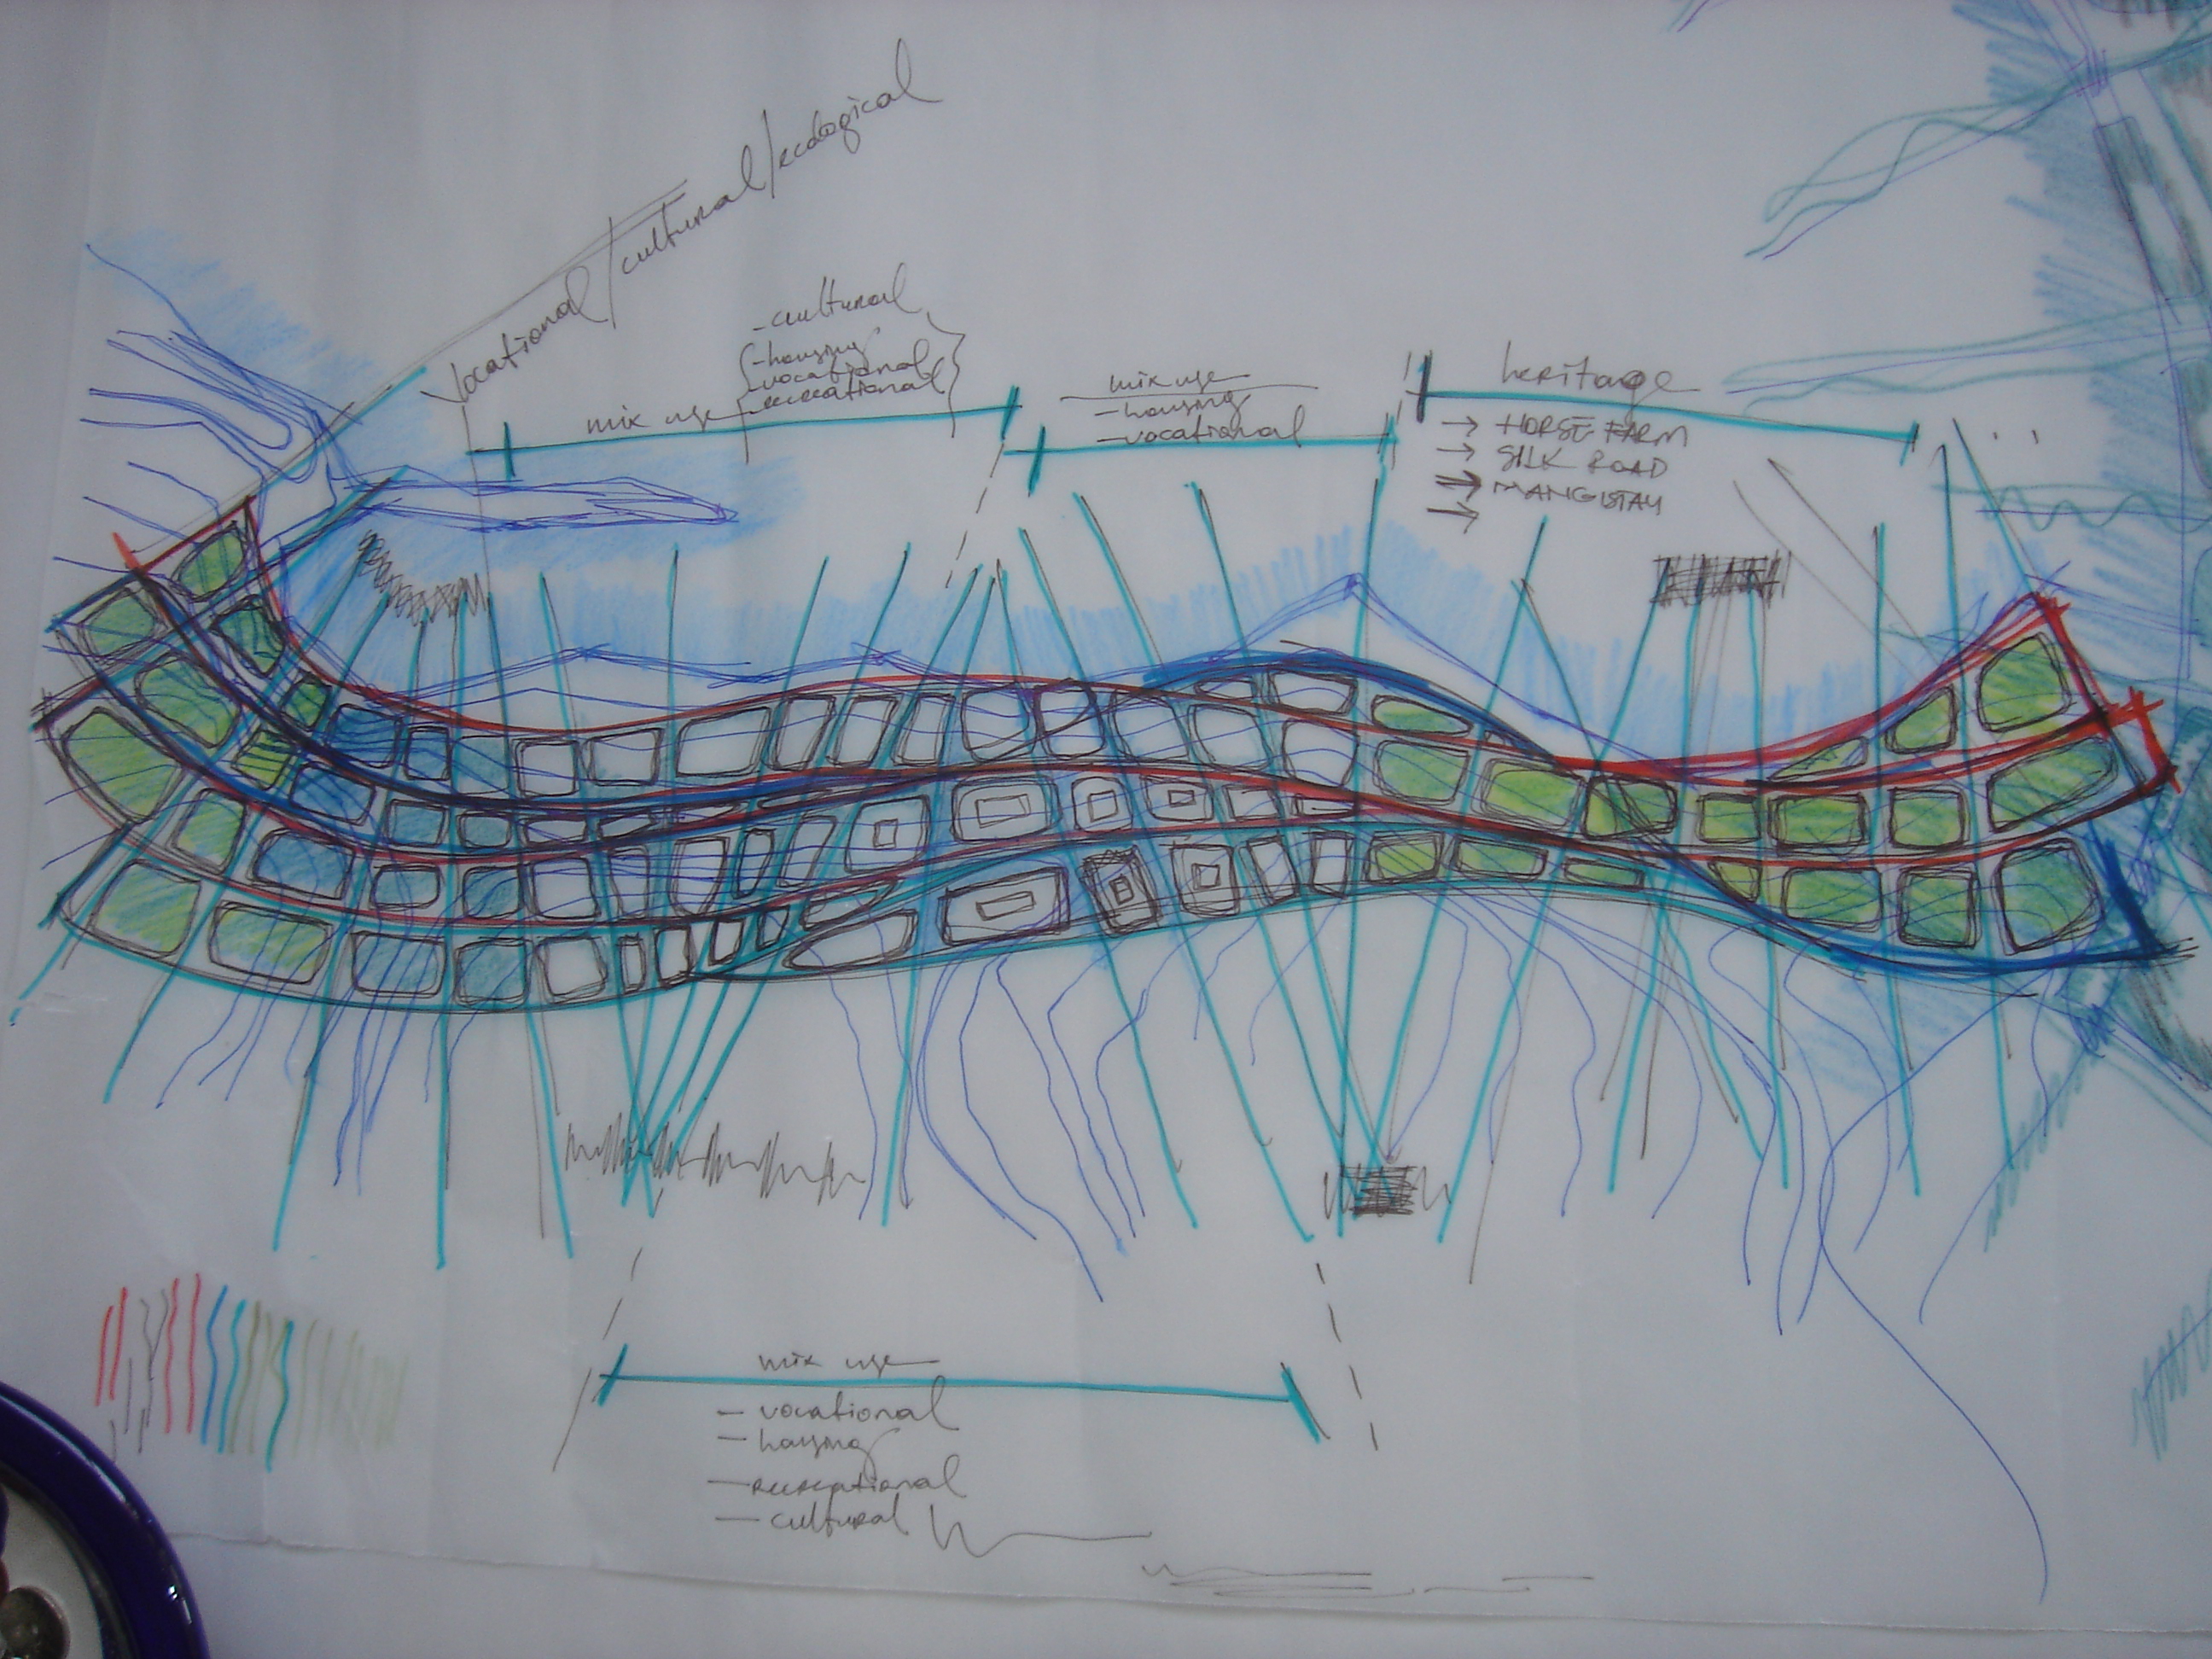 vocational/cultural/ecological
- cultural
- housing
vocational
recreational
mix use
mix use
- housing
- vocational
heritage
→ HORSE FARM
→ SILK ROAD
→ MANGISTAU
→
mix use
- vocational
- housing
- recreational
- cultural